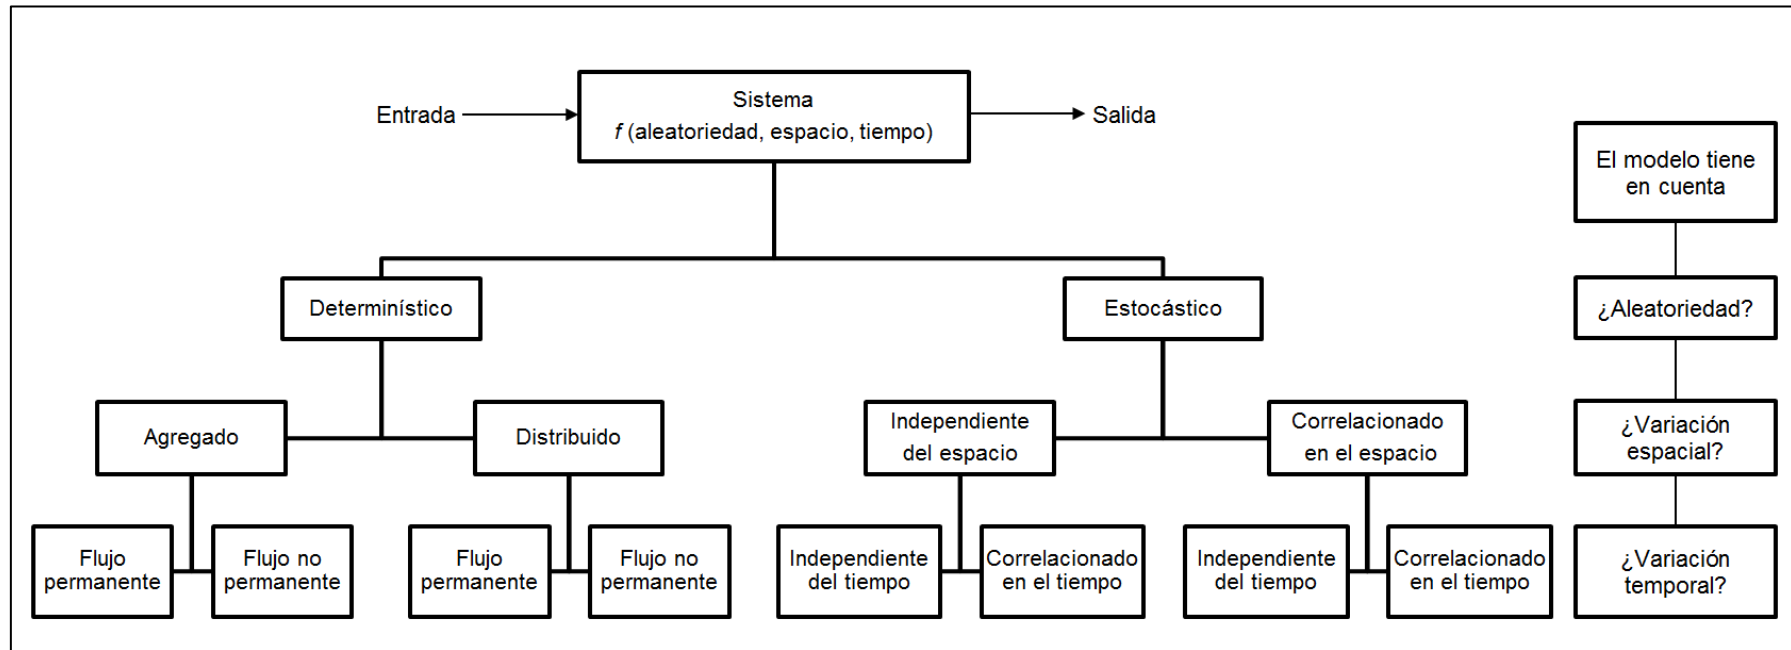 Entrada
Sistema
f (aleatoriedad, espacio, tiempo)
Salida
El modelo tiene
en cuenta
Determinístico
Estocástico
¿Aleatoriedad?
Agregado
Distribuido
Independiente
del espacio
Correlacionado
en el espacio
¿Variación
espacial?
Flujo
permanente
Flujo no
permanente
Flujo
permanente
Flujo no
permanente
Independiente
del tiempo
Correlacionado
en el tiempo
Independiente
del tiempo
Correlacionado
en el tiempo
¿Variación
temporal?